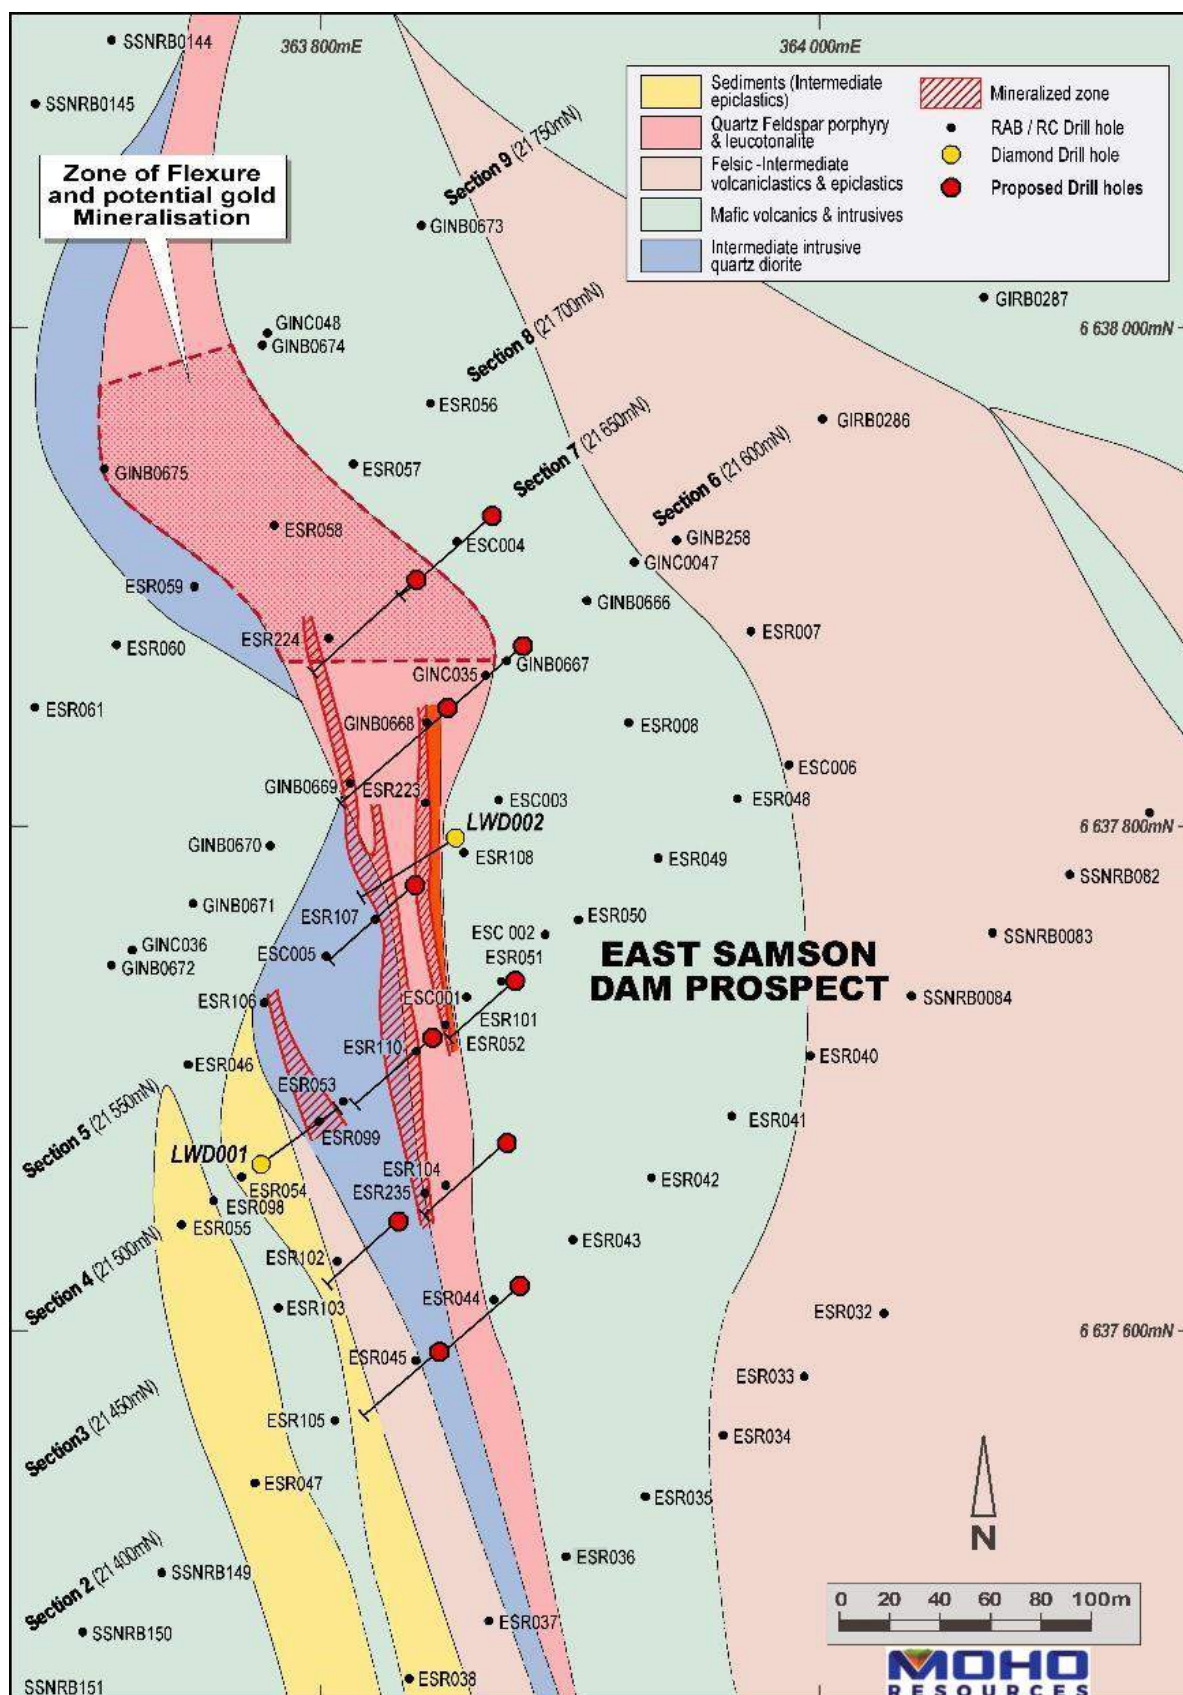 SSNRB0144
363 800mE
364 000mE
SSNRB0145
Sediments (Intermediate
epiclastics)
Quartz Feldspar porphyry
& leucotonalite
Felsic -Intermediate
volcaniclastics & epiclastics
Mafic volcanics & intrusives
Intermediate intrusive
quartz diorite
Mineralized zone
RAB / RC Drill hole
Diamond Drill hole
Proposed Drill holes
Zone of Flexure
and potential gold
Mineralisation
Section 9 (21 750mN)
GINB0673
GIRB0287
GINC048
GINB0674
6 638 000mN
Section 8 (21 700mN)
ESR056
GIRB0286
Section 7 (21 650mN)
Section 6 (21 600mN)
GINB0675
ESR057
ESR058
ESC004
GINB258
GINC0047
ESR059
GINB0666
ESR007
ESR224
ESR060
GINB0667
GINC035
ESR061
GINB0668
ESR008
ESC006
GINB0669
ESR223
ESC003
ESR048
LWD002
6 637 800mN
GINB0670
ESR108
ESR049
SSNRB082
GINB0671
ESR107
ESR050
ESC 002
SSNRB0083
GINC036
GINB0672
ESC005
ESR051
EAST SAMSON
DAM PROSPECT
ESR106
ESC001
SSNRB0084
ESR101
ESR052
ESR110
ESR040
ESR046
ESR053
Section 5 (21 550mN)
ESR099
ESR041
LWD001
ESR104
ESR054
ESR235
ESR042
ESR098
ESR055
ESR043
Section 4 (21 500mN)
ESR102
ESR044
ESR103
ESR032
6 637 600mN
ESR045
ESR033
Section3 (21 450mN)
ESR105
ESR034
ESR047
ESR035
ESR036
N
Section 2 (21 400mN)
SSNRB149
0 20 40 60 80 100m
ESR037
SSNRB150
MOHO
RESOURCES
ESR038
SSNRB151